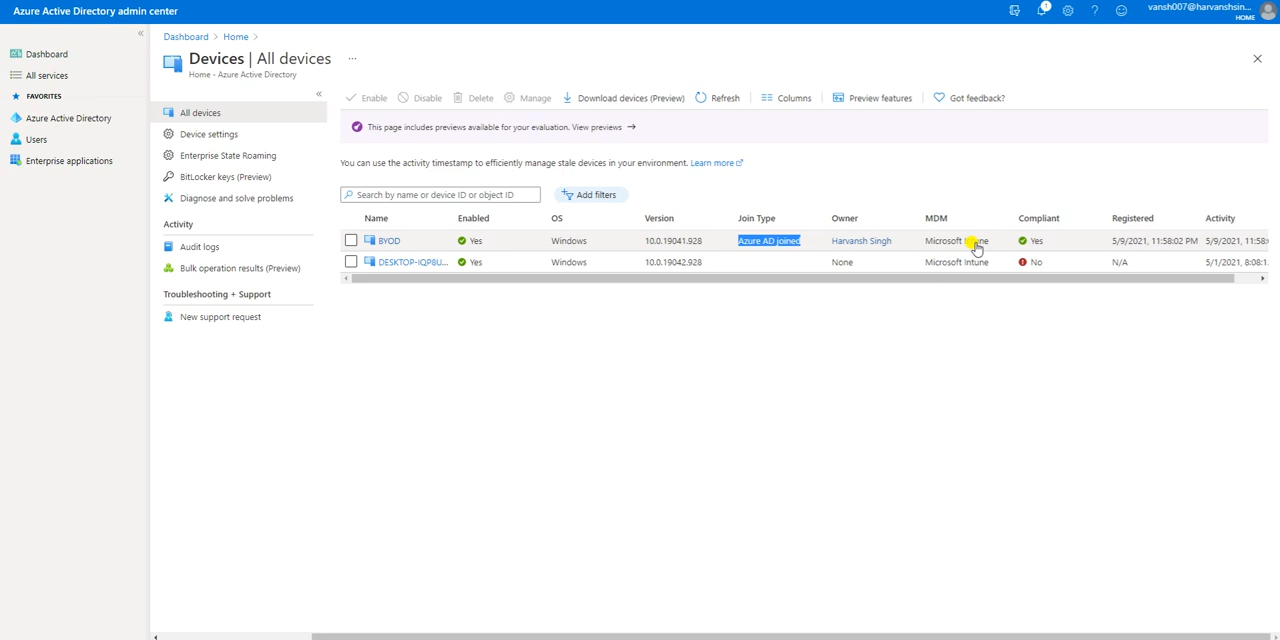 Azure Active Directory admin center
1
vansh007@harvanshsin...
HOME
«
Dashboard
All services
FAVORITES
Azure Active Directory
Users
Enterprise applications
Dashboard > Home >
Devices | All devices ...
Home - Azure Active Directory
«
All devices
Device settings
Enterprise State Roaming
BitLocker keys (Preview)
Diagnose and solve problems
Activity
Audit logs
Bulk operation results (Preview)
Troubleshooting + Support
New support request
Enable Disable Delete Manage Download devices (Preview) Refresh Columns Preview features Got feedback?
This page includes previews available for your evaluation. View previews →
You can use the activity timestamp to efficiently manage stale devices in your environment. Learn more
Search by name or device ID or object ID Add filters
Name Enabled OS Version Join Type Owner MDM Compliant Registered Activity
BYOD Yes Windows 10.0.19041.928 Azure AD joined Harvansh Singh Microsoft Intune Yes 5/9/2021, 11:58:02 PM 5/9/2021, 11:58:
DESKTOP-IQP8U... Yes Windows 10.0.19042.928 None Microsoft Intune No N/A 5/1/2021, 8:08:1